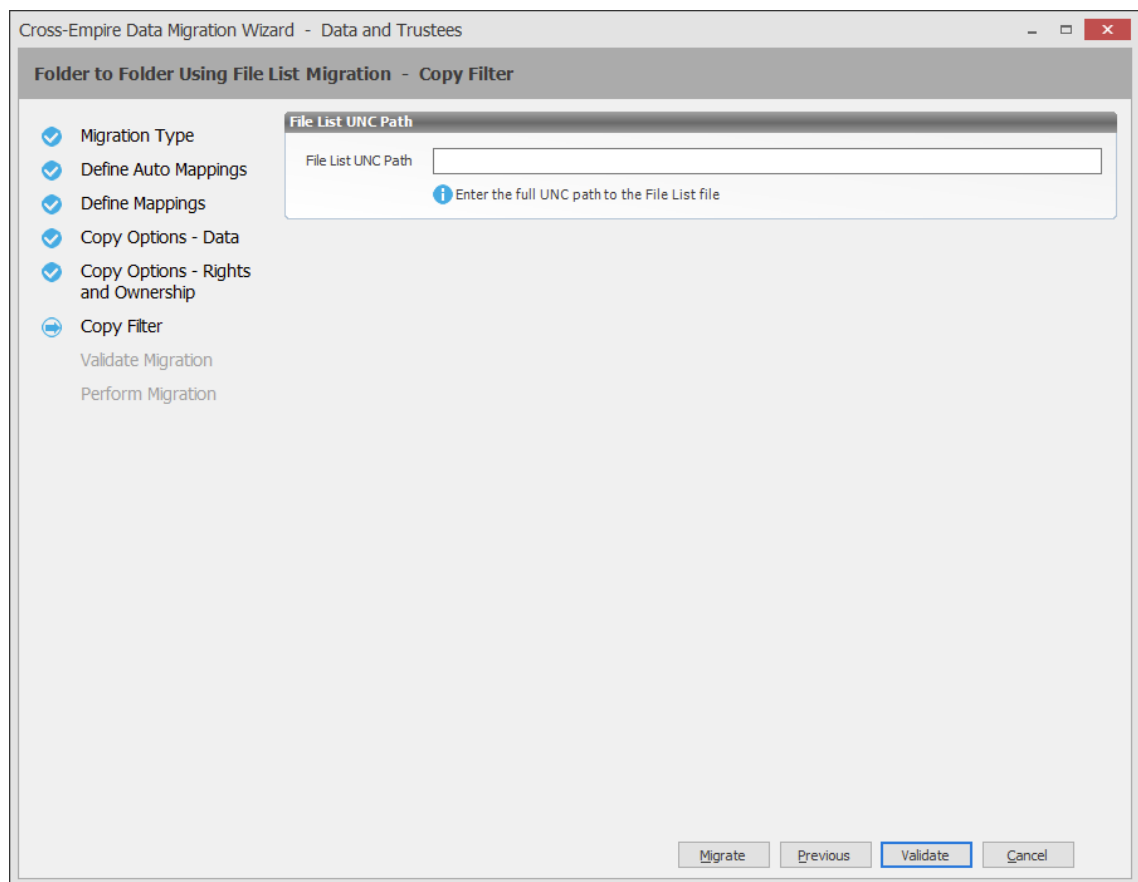 Cross-Empire Data Migration Wizard - Data and Trustees
Folder to Folder Using File List Migration - Copy Filter
Migration Type
Define Auto Mappings
Define Mappings
Copy Options - Data
Copy Options - Rights
and Ownership
Copy Filter
Validate Migration
Perform Migration
File List UNC Path
File List UNC Path
Enter the full UNC path to the File List file
Migrate
Previous
Validate
Cancel